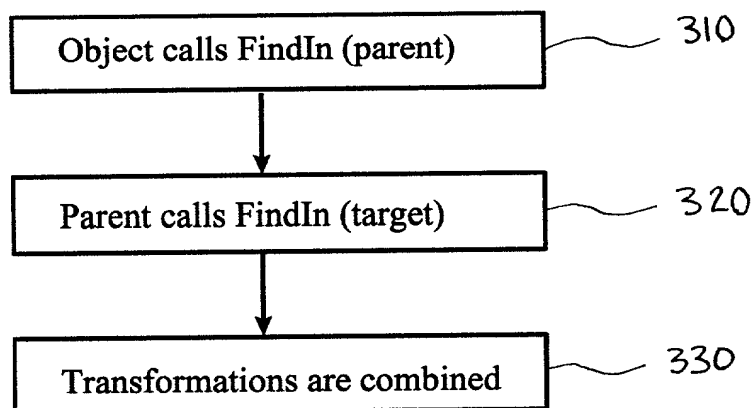 Object calls FindIn (parent)
310
Parent calls FindIn (target)
320
Transformations are combined
330